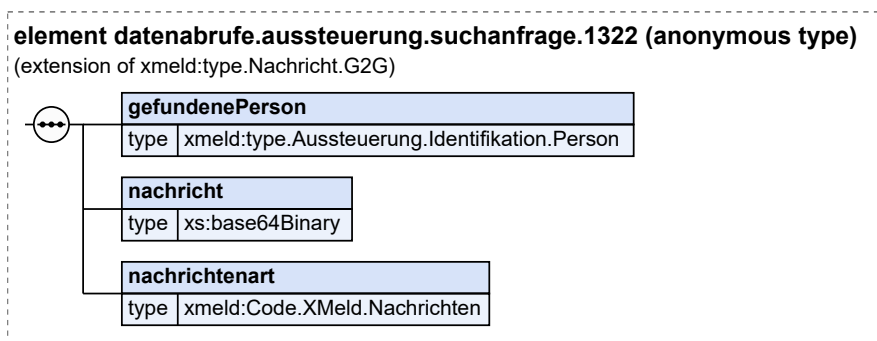 element datenabrufe.aussteuerung.suchanfrage.1322 (anonymous type)
(extension of xmeld:type.Nachricht.G2G)
gefundenePerson
type xmeld:type.Aussteuerung.Identifikation.Person
nachricht
type xs:base64Binary
nachrichtenart
type xmeld:Code.XMeld.Nachrichten